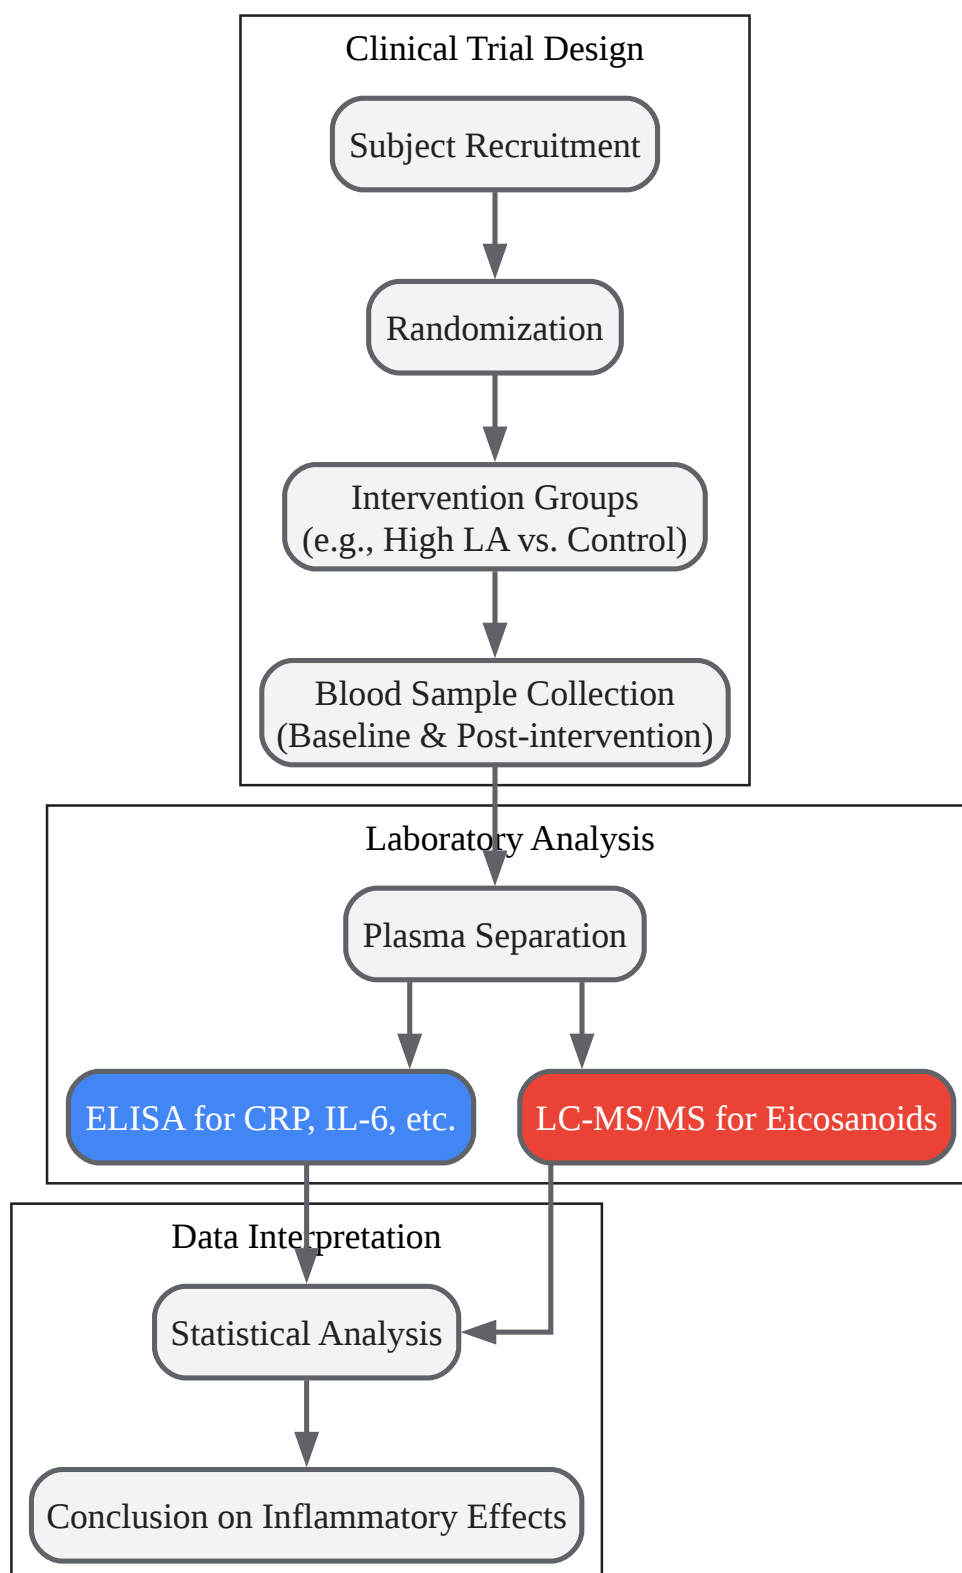 Clinical Trial Design
Subject Recruitment
Randomization
Intervention Groups
(e.g., High LA vs. Control)
Blood Sample Collection
(Baseline & Post-intervention)
Laboratory Analysis
Plasma Separation
ELISA for CRP, IL-6, etc.
LC-MS/MS for Eicosanoids
Data Interpretation
Statistical Analysis
Conclusion on Inflammatory Effects